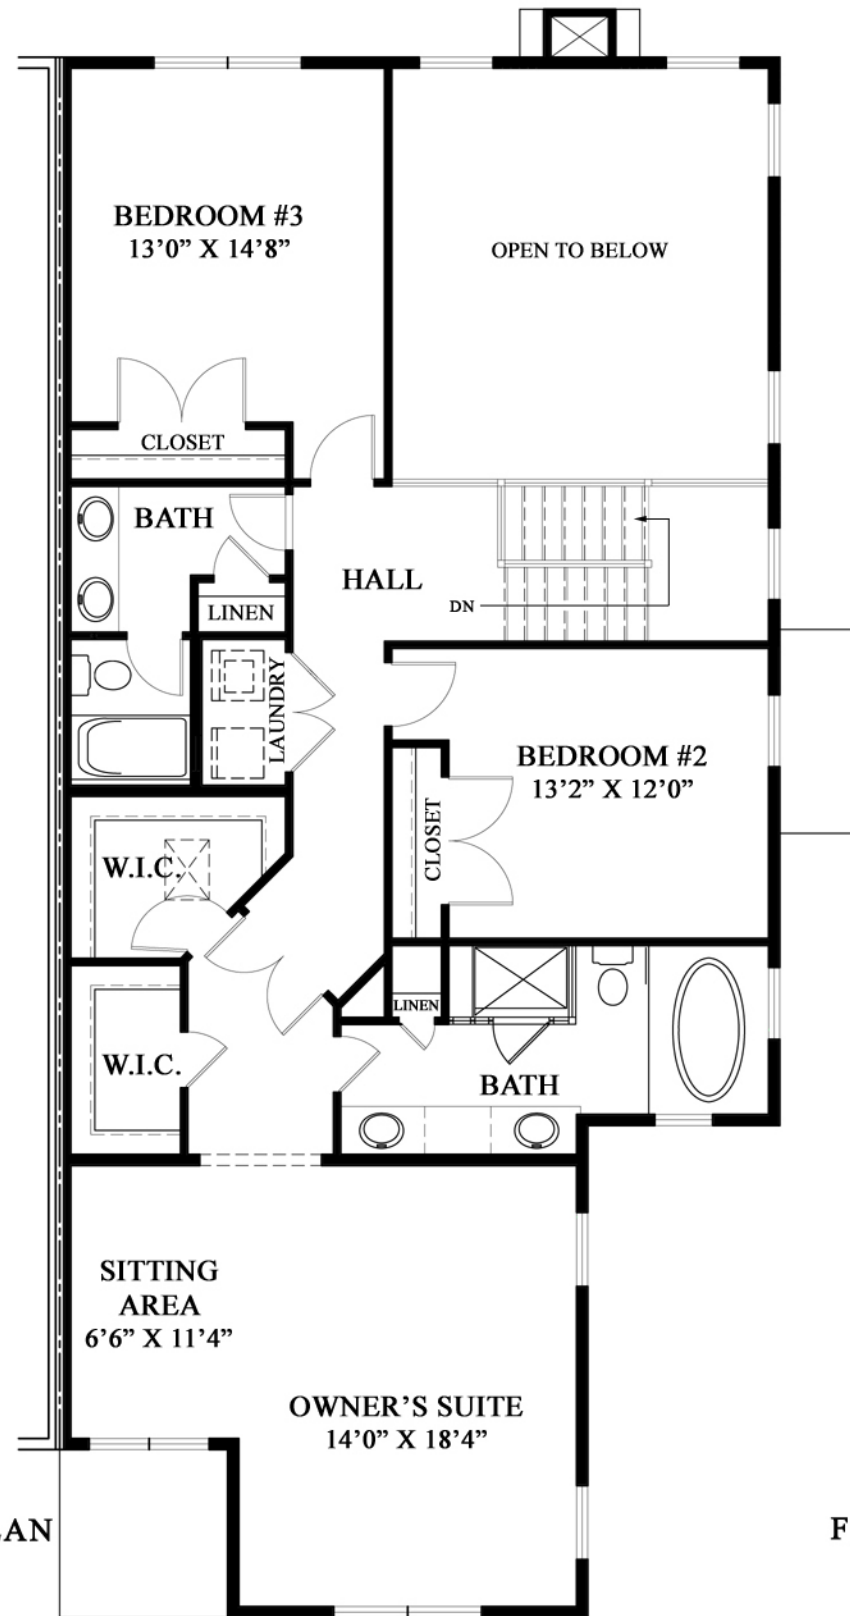 BEDROOM #3
13’0” X 14’8”
OPEN TO BELOW
CLOSET
BATH
HALL
DN
LINEN
LAUNDRY
BEDROOM #2
13’2” X 12’0”
CLOSET
W.I.C.
LINEN
W.I.C.
BATH
SITTING
AREA
6’6” X 11’4”
OWNER’S SUITE
14’0” X 18’4”
AN
F